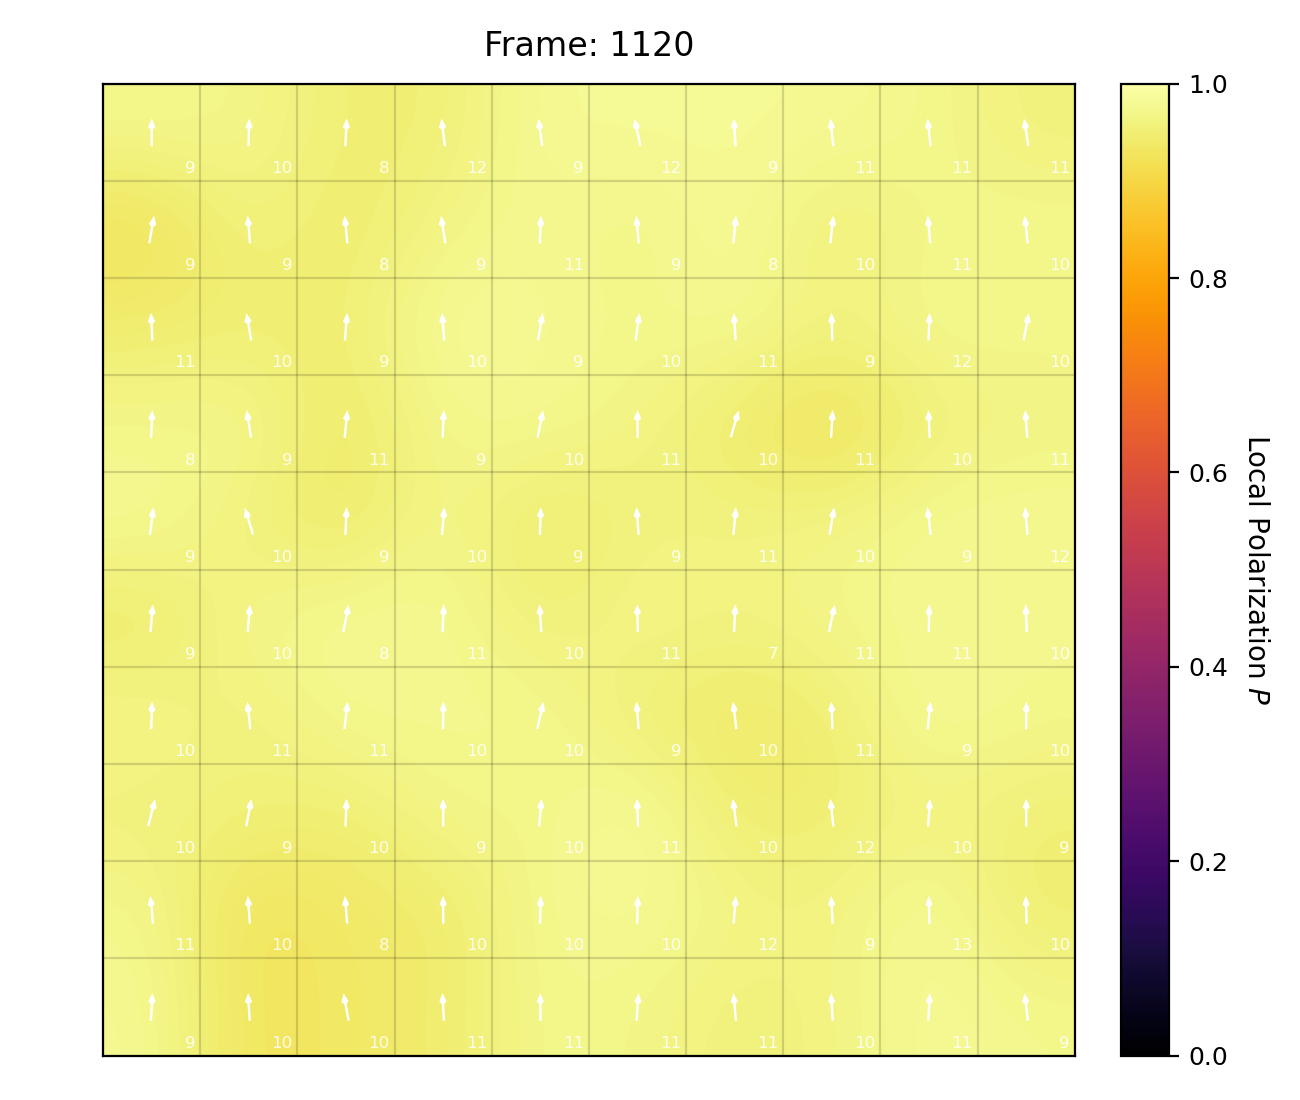 Frame: 1120
9 10 8 12 9 12 9 11 11 11
9 9 8 9 11 9 8 10 11 10
11 10 9 10 9 10 11 9 12 10
8 9 11 9 10 11 10 11 10 11
9 10 9 10 9 9 11 10 9 12
9 10 8 11 10 11 7 11 11 10
10 11 11 10 10 9 10 11 9 10
10 9 10 9 10 11 10 12 10 9
11 10 8 10 10 10 12 9 13 10
9 10 10 11 11 11 11 10 11 9
1.0
0.8
0.6
0.4
0.2
0.0
Local Polarization P